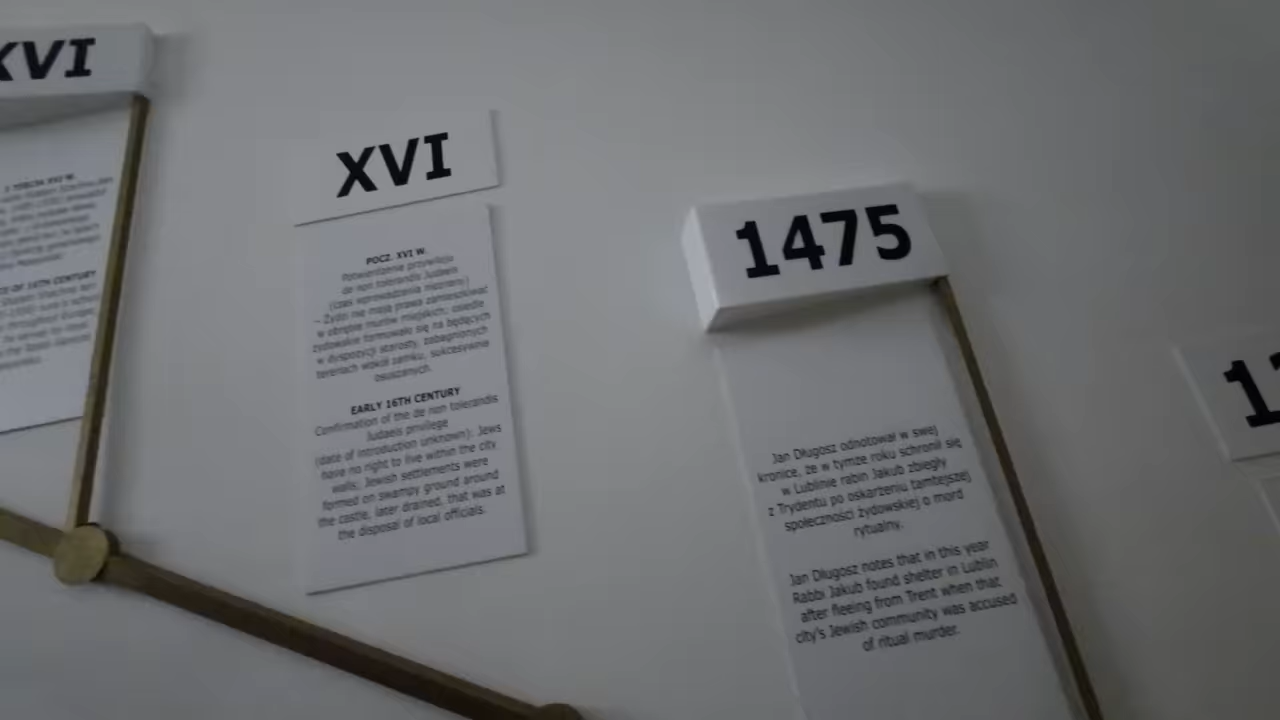 XVI
I TERCJA XVI W.
OF 16TH CENTURY
XVI
POCZ. XVI W.
Potwierdzenie przywileju
de non tolerandis Judaeis
(czas wprowadzenia nieznany)
– Żydzi nie mają prawa zamieszkiwać
w obrębie murów miejskich; osiedle
żydowskie formowało się na będących
w dyspozycji starosty, zabagnionych
terenach wokół zamku, sukcesywnie
osuszanych.
EARLY 16TH CENTURY
Confirmation of the de non tolerandis
Judaeis privilege
(date of introduction unknown): Jews
have no right to live within the city
walls; Jewish settlements were
formed on swampy ground around
the castle, later drained, that was at
the disposal of local officials.
1475
Jan Długosz odnotował w swej
kronice, że w tymże roku schronił się
w Lublinie rabin Jakub zbiegły
z Trydentu po oskarżeniu tamtejszej
społeczności żydowskiej o mord
rytualny.
Jan Długosz notes that in this year
Rabbi Jakub found shelter in Lublin
after fleeing from Trent when that
city's Jewish community was accused
of ritual murder.